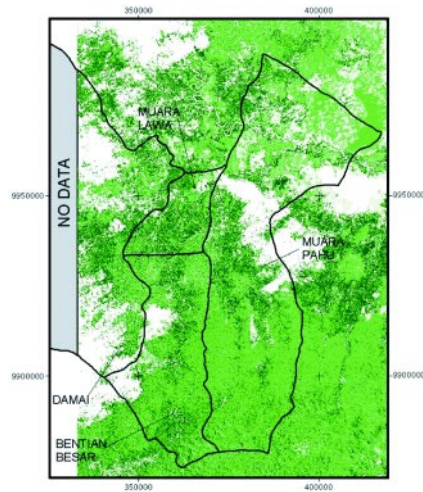 350000 400000
MUARA
LAWA
NO DATA
9950000 9950000
MUARA
PAHU
9900000 9900000
DAMAI
BENTIAN
BESAR
350000 400000